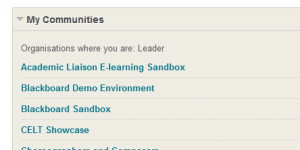 My Communities
Organisations where you are: Leader
Academic Liaison E-learning Sandbox
Blackboard Demo Environment
Blackboard Sandbox
CELT Showcase